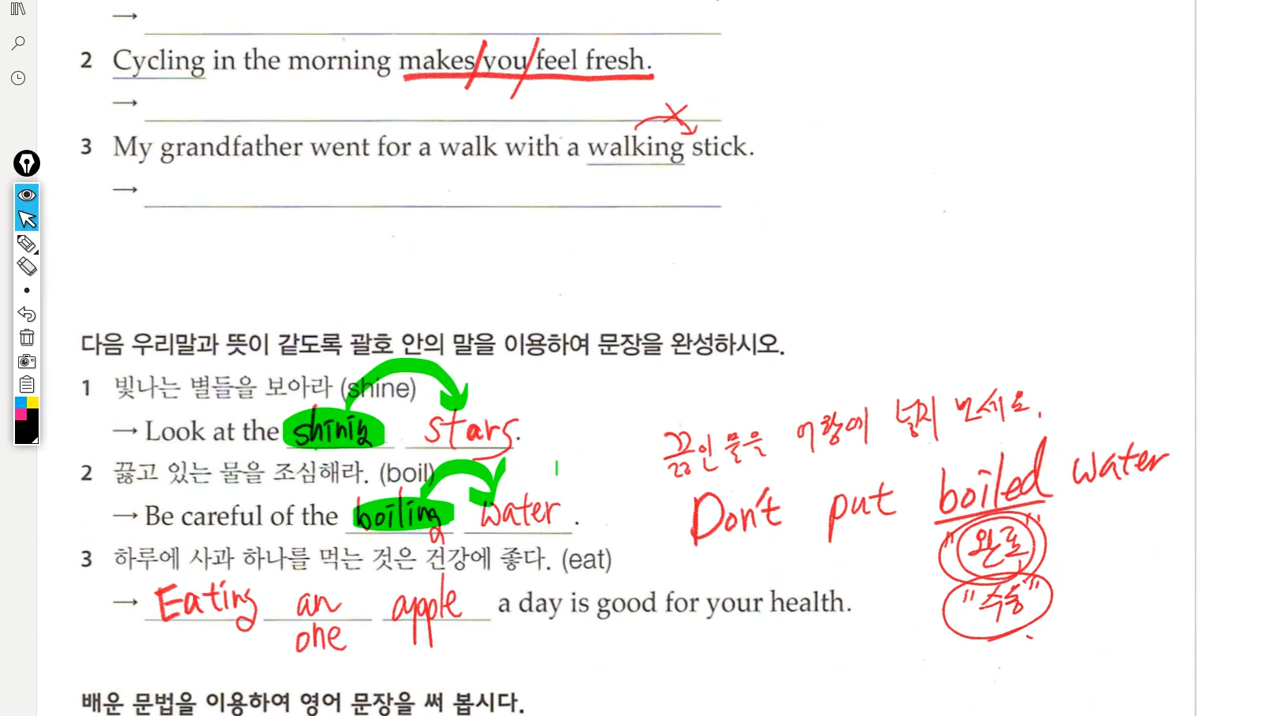 →
2 Cycling in the morning makes/you/feel fresh.
→
3 My grandfather went for a walk with a walking stick.
→
다음 우리말과 뜻이 같도록 괄호 안의 말을 이용하여 문장을 완성하시오.
1 빛나는 별들을 보아라 (shine)
→ Look at the shining stars.
2 끓고 있는 물을 조심해라. (boil)
→ Be careful of the boiling water.
3 하루에 사과 하나를 먹는 것은 건강에 좋다. (eat)
→ Eating an apple a day is good for your health.
one
끓인 물을 어항에 넣지 마세요.
Don't put boiled water
"완료"
"수동"
배운 문법을 이용하여 영어 문장을 써 봅시다.